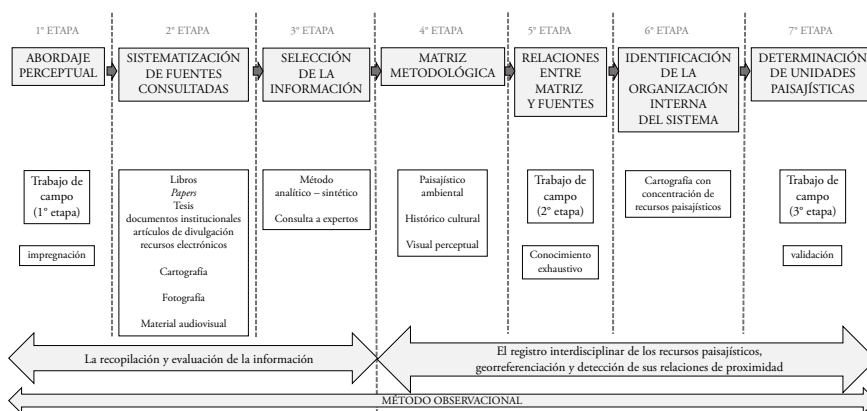 1° ETAPA
2° ETAPA
3° ETAPA
4° ETAPA
5° ETAPA
6° ETAPA
7° ETAPA
ABORDAJE
PERCEPTUAL
SISTEMATIZACIÓN
DE FUENTES
CONSULTADAS
SELECCIÓN
DE LA
INFORMACIÓN
MATRIZ
METODOLÓGICA
RELACIONES
ENTRE
MATRIZ
Y FUENTES
IDENTIFICACIÓN
DE LA
ORGANIZACIÓN
INTERNA
DEL SISTEMA
DETERMINACIÓN
DE UNIDADES
PAISAJÍSTICAS
Trabajo de
campo
(1° etapa)
impregnación
Libros
Papers
Tesis
documentos institucionales
artículos de divulgación
recursos electrónicos
Cartografía
Fotografía
Material audiovisual
Método
analítico – sintético
Consulta a expertos
Paisajístico
ambiental
Histórico cultural
Visual perceptual
Trabajo de
campo
(2° etapa)
Conocimiento
exhaustivo
Cartografía con
concentración de
recursos paisajísticos
Trabajo de
campo
(3° etapa)
validación
La recopilación y evaluación de la información
El registro interdisciplinar de los recursos paisajísticos,
georreferenciación y detección de sus relaciones de proximidad
MÉTODO OBSERVACIONAL